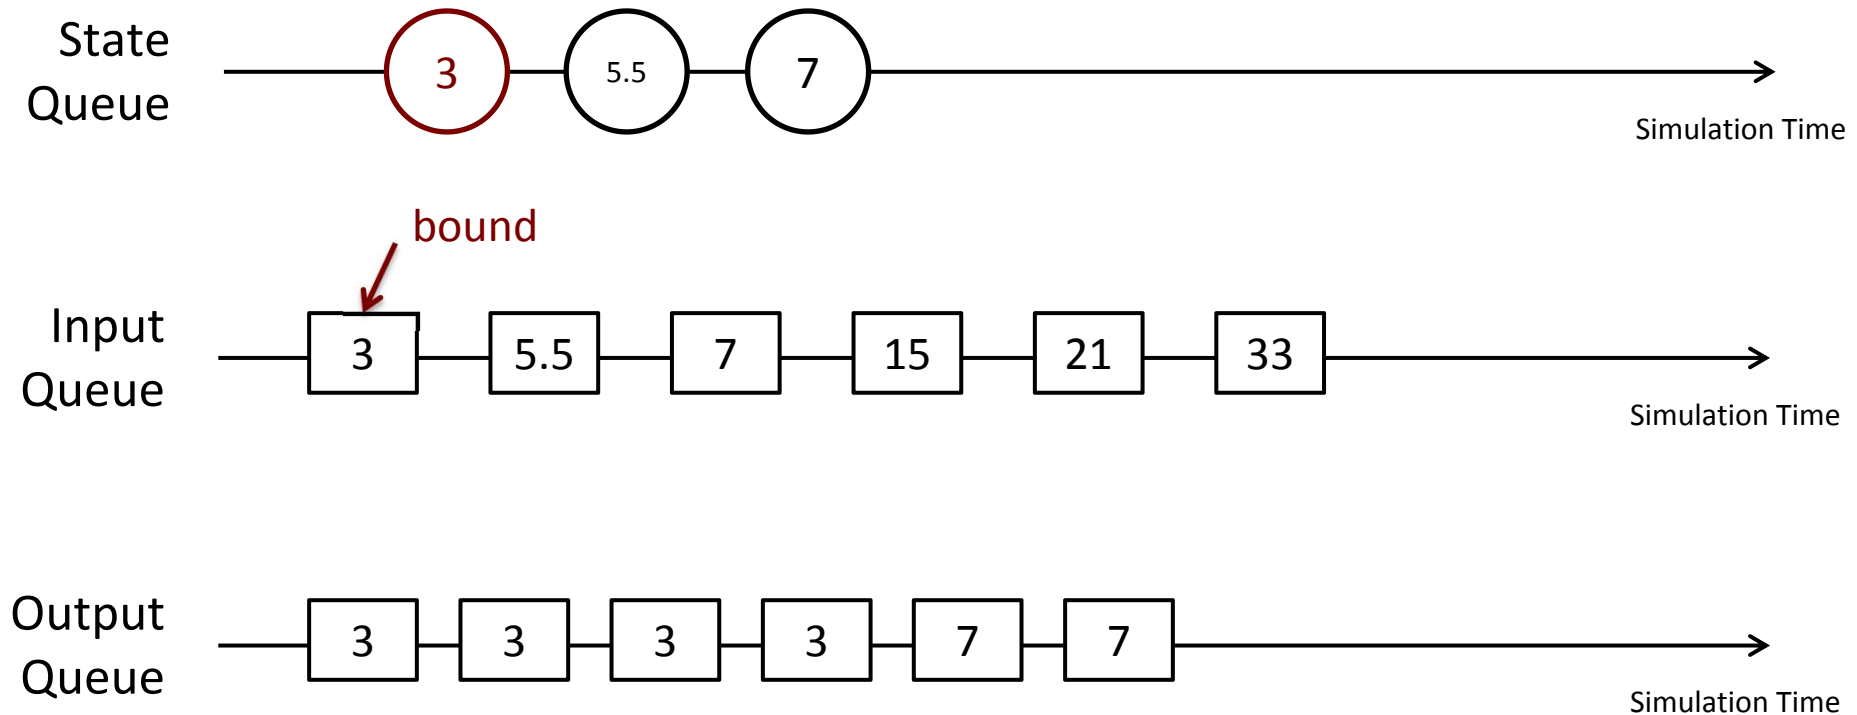 State
Queue
3 5.5 7
Simulation Time
bound
Input
Queue
3 5.5 7 15 21 33
Simulation Time
Output
Queue
3 3 3 3 7 7
Simulation Time